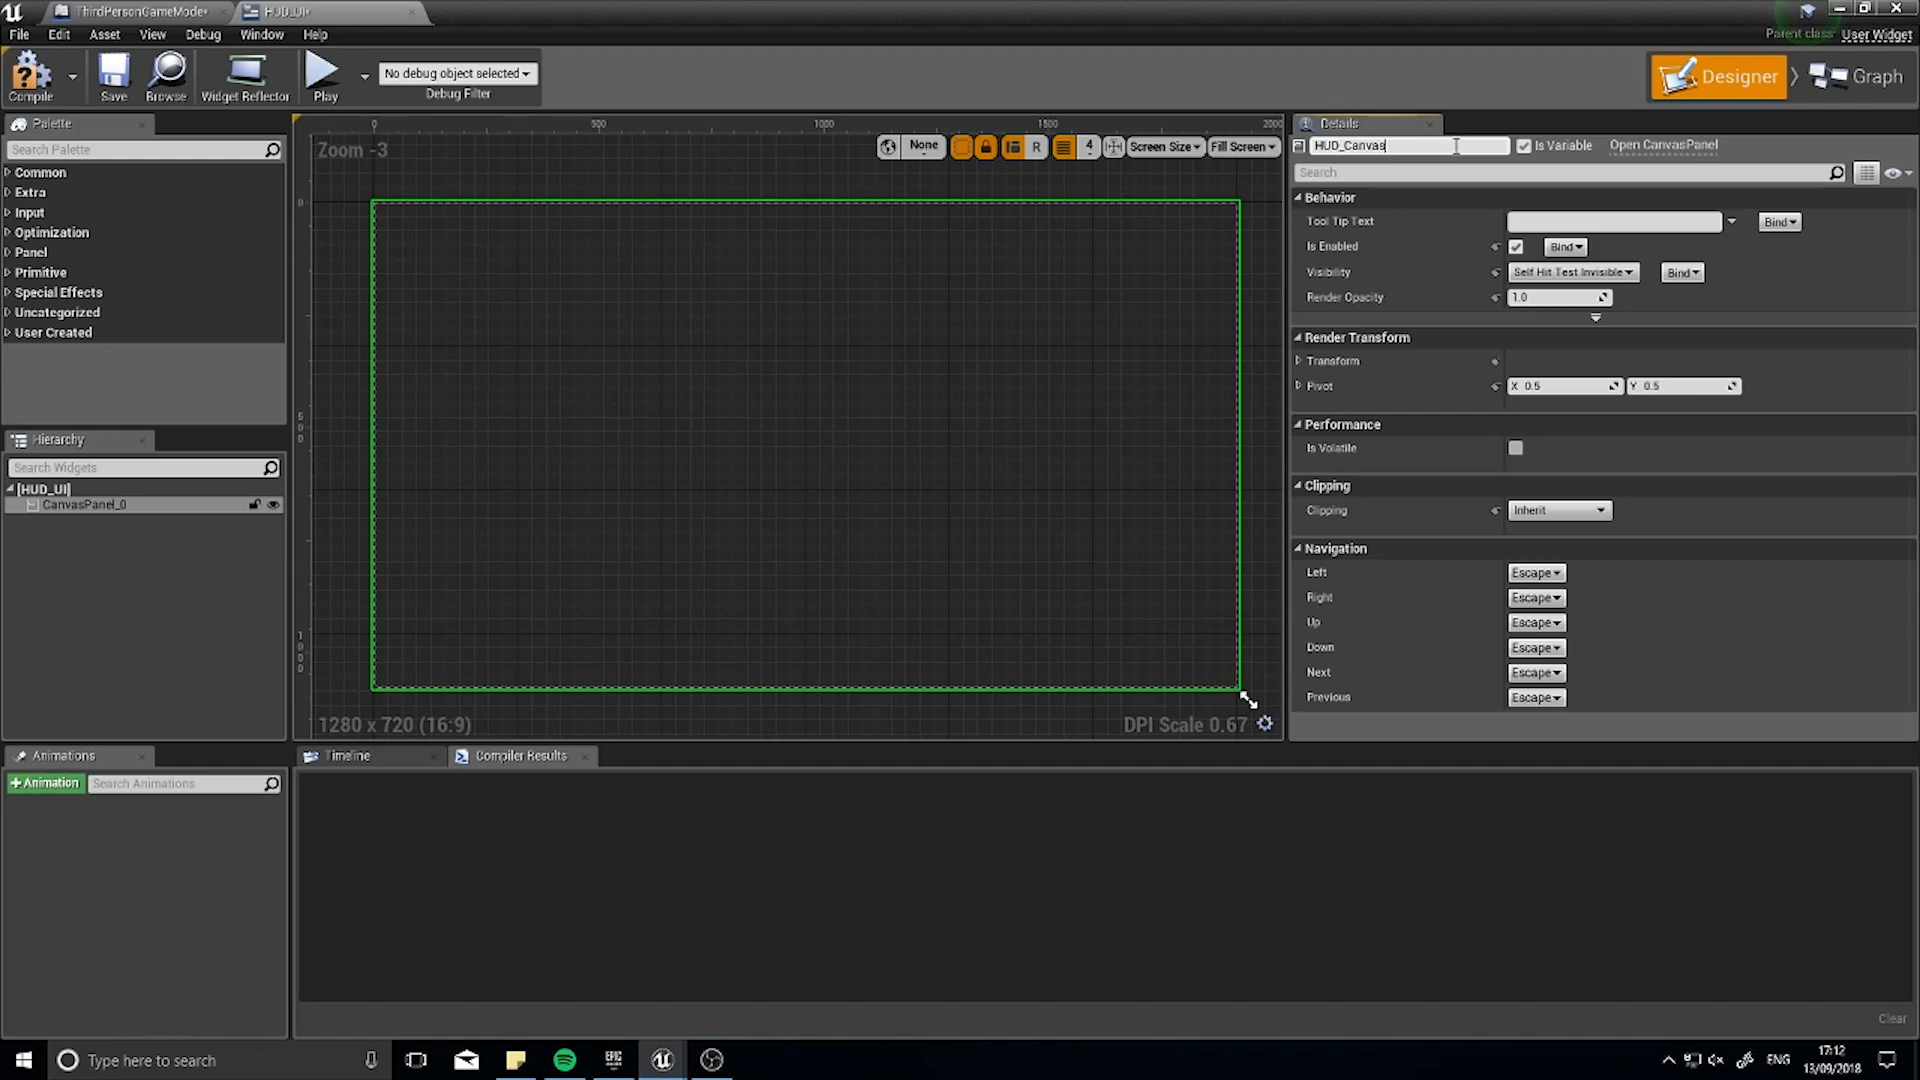 ThirdPersonGameMode*
HUD_UI*
File Edit Asset View Debug Window Help
Parent class: User Widget
Compile
Save
Browse
Widget Reflector
Play
No debug object selected
Debug Filter
Designer
Graph
Palette
Search Palette
Common
Extra
Input
Optimization
Panel
Primitive
Special Effects
Uncategorized
User Created
Hierarchy
Search Widgets
[HUD_UI]
CanvasPanel_0
Animations
+Animation
Search Animations
0 500 1000 1500 2000
Zoom -3
None
R
4
Screen Size
Fill Screen
0
500
1000
1280 x 720 (16:9)
DPI Scale 0.67
Timeline
Compiler Results
Clear
Details
HUD_Canvas
Is Variable
Open CanvasPanel
Search
Behavior
Tool Tip Text
Bind
Is Enabled
Bind
Visibility
Self Hit Test Invisible
Bind
Render Opacity
1.0
Render Transform
Transform
Pivot
X 0.5
Y 0.5
Performance
Is Volatile
Clipping
Clipping
Inherit
Navigation
Left
Escape
Right
Escape
Up
Escape
Down
Escape
Next
Escape
Previous
Escape
Type here to search
EPIC
ENG
17:12
13/09/2018